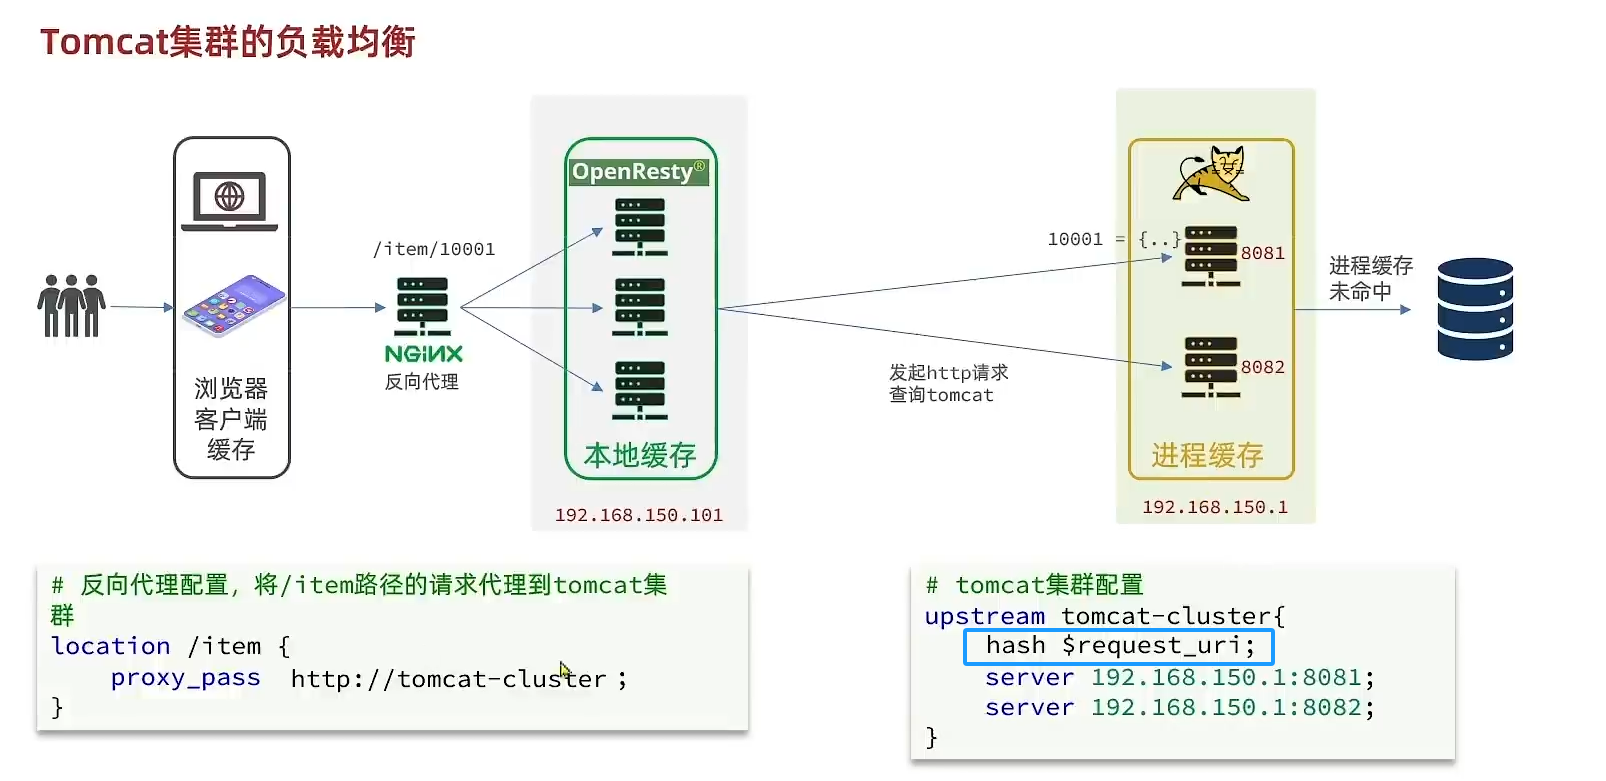 Tomcat集群的负载均衡
浏览器
客户端
缓存
/item/10001
NGINX
反向代理
OpenResty®
本地缓存
192.168.150.101
发起http请求
查询tomcat
10001 = {..}
8081
8082
进程缓存
192.168.150.1
进程缓存
未命中
# 反向代理配置，将/item路径的请求代理到tomcat集
群
location /item {
proxy_pass http://tomcat-cluster ;
}
# tomcat集群配置
upstream tomcat-cluster{
hash $request_uri;
server 192.168.150.1:8081;
server 192.168.150.1:8082;
}